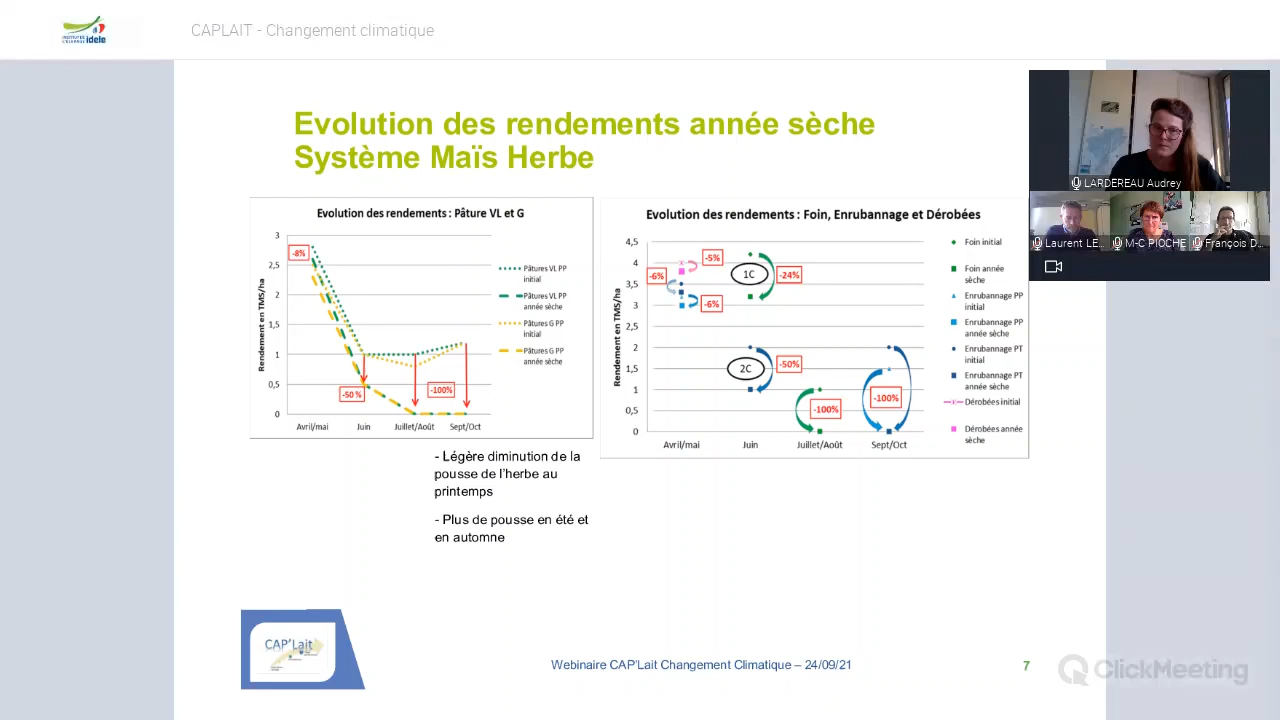 INSTITUT DE
L'ELEVAGE idele
CAPLAIT - Changement climatique
Evolution des rendements année sèche
Système Maïs Herbe
LARDEREAU Audrey
Laurent LE...
M-C PIOCHE
François D...
Evolution des rendements : Pâture VL et G
Rendement en TMS/ha
3
2,5
2
1,5
1
0,5
0
-8%
-50 %
-100%
Avril/mai
Juin
Juillet/Août
Sept/Oct
Pâtures VL PP
initial
Pâtures VL PP
année sèche
Pâtures G PP
initial
Pâtures G PP
année sèche
Evolution des rendements : Foin, Enrubannage et Dérobées
Rendement en TMS/ha
4,5
4
3,5
3
2,5
2
1,5
1
0,5
0
-5%
-6%
-6%
1C
-24%
2C
-50%
-100%
-100%
Avril/mai
Juin
Juillet/Août
Sept/Oct
Foin initial
Foin année
sèche
Enrubannage PP
initial
Enrubannage PP
année sèche
Enrubannage PT
initial
Enrubannage PT
année sèche
Dérobées initial
Dérobées année
sèche
- Légère diminution de la
pousse de l'herbe au
printemps
- Plus de pousse en été et
en automne
CAP'Lait
Webinaire CAP'Lait Changement Climatique – 24/09/21
7
ClickMeeting